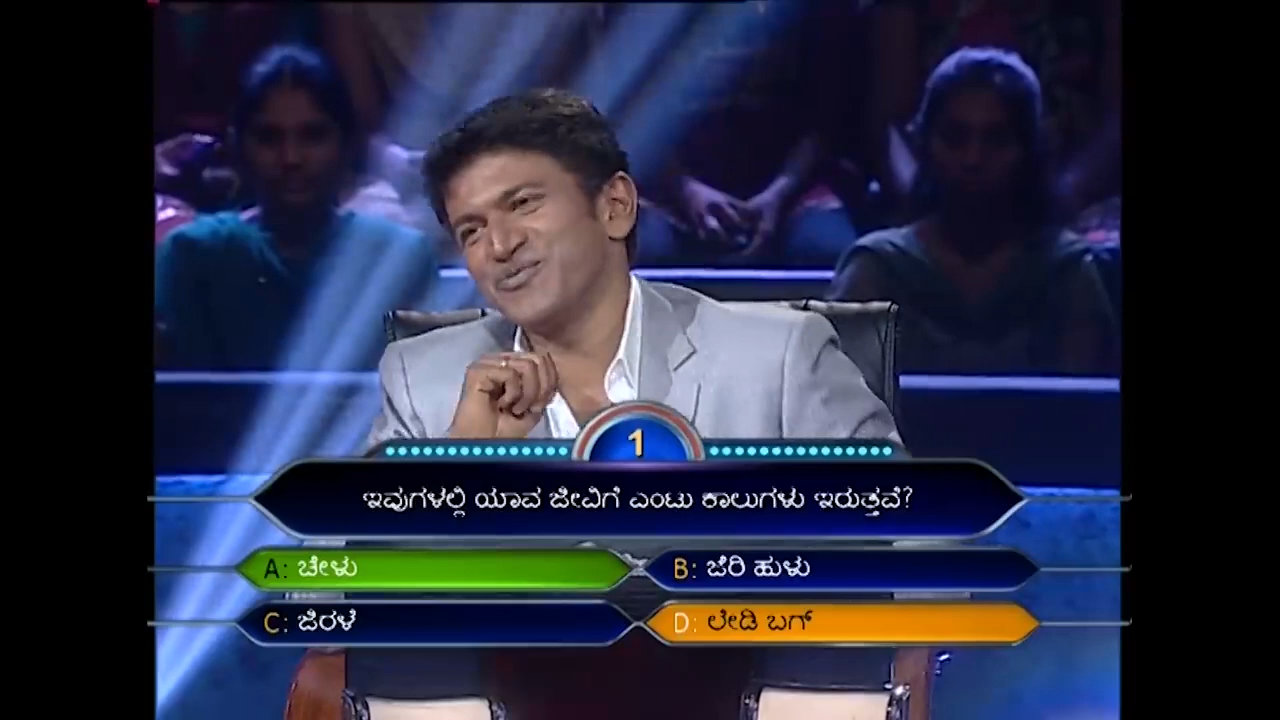 1
ಇವುಗಳಲ್ಲಿ ಯಾವ ಜೀವಿಗೆ ಎಂಟು ಕಾಲುಗಳು ಇರುತ್ತವೆ?
A: ಚೇಳು
B: ಜೆರಿ ಹುಳು
C: ಜಿರಳೆ
D: ಲೇಡಿ ಬಗ್